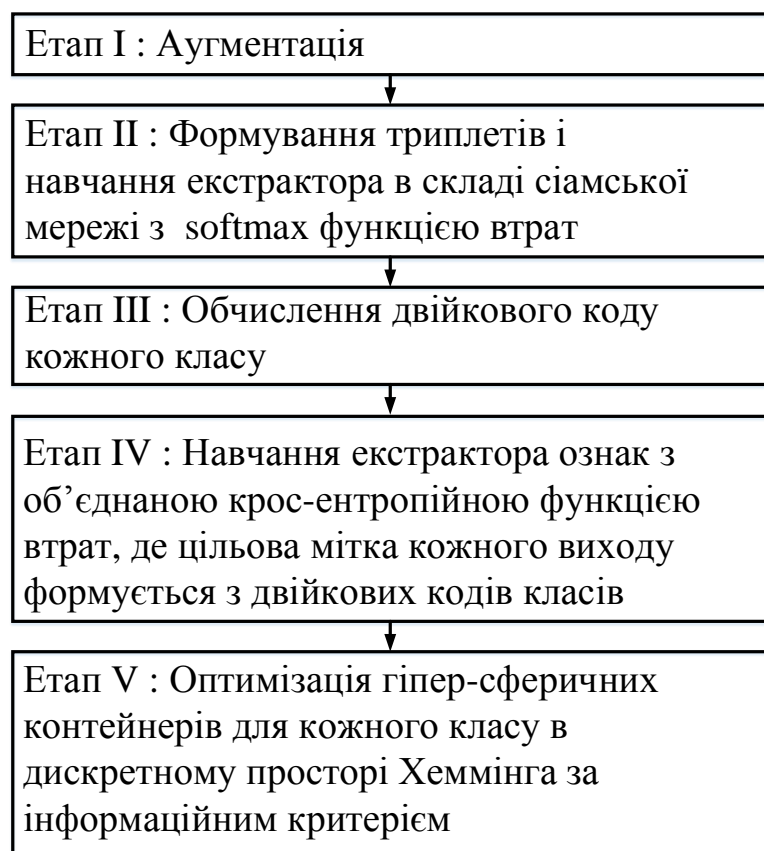 Етап I : Аугментація
Етап II : Формування триплетів і
навчання екстрактора в складі сіамської
мережі з softmax функцією втрат
Етап III : Обчислення двійкового коду
кожного класу
Етап IV : Навчання екстрактора ознак з
об’єднаною крос-ентропійною функцією
втрат, де цільова мітка кожного виходу
формується з двійкових кодів класів
Етап V : Оптимізація гіпер-сферичних
контейнерів для кожного класу в
дискретному просторі Хеммінга за
інформаційним критерієм